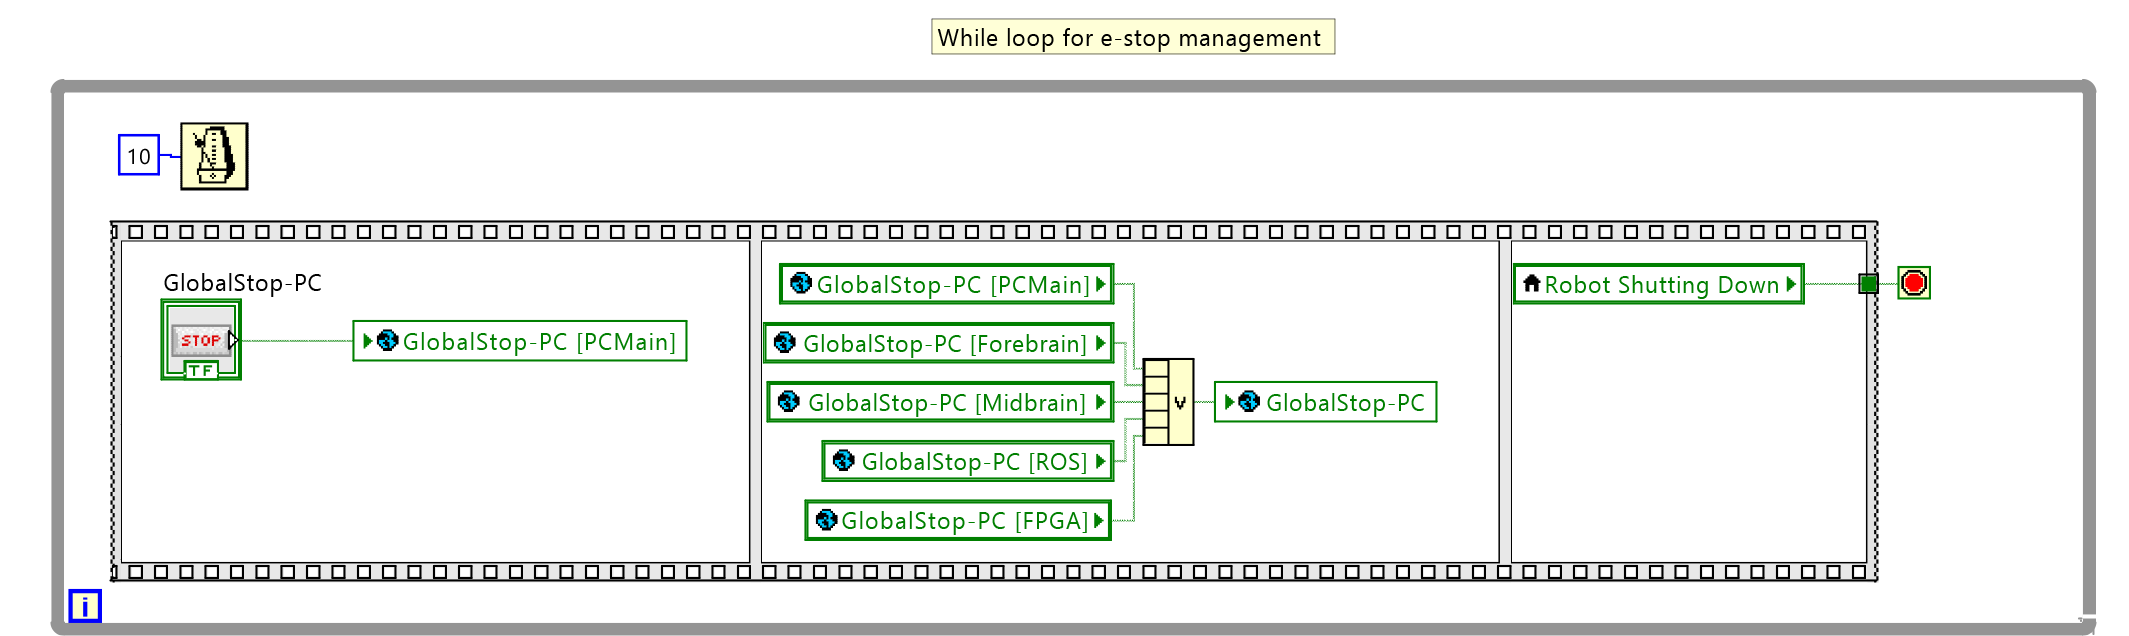 While loop for e-stop management
10
GlobalStop-PC
STOP
TF
GlobalStop-PC [PCMain]
GlobalStop-PC [PCMain]
GlobalStop-PC [Forebrain]
GlobalStop-PC [Midbrain]
GlobalStop-PC [ROS]
GlobalStop-PC [FPGA]
v
GlobalStop-PC
Robot Shutting Down
i